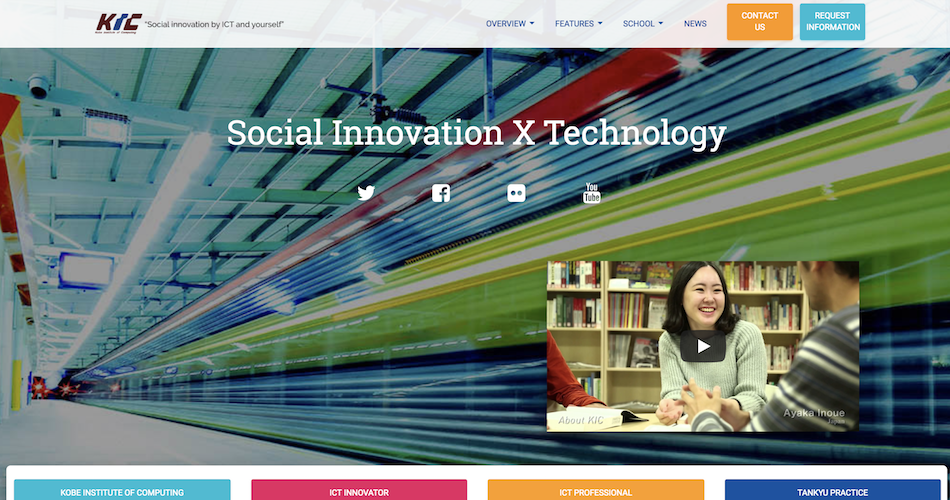 KIC
Kobe Institute of Computing
"Social innovation by ICT and yourself"
OVERVIEW
FEATURES
SCHOOL
NEWS
CONTACT
US
REQUEST
INFORMATION
Social Innovation X Technology
You
Tube
About KIC
Ayaka Inoue
Japan
KOBE INSTITUTE OF COMPUTING
ICT INNOVATOR
ICT PROFESSIONAL
TANKYU PRACTICE